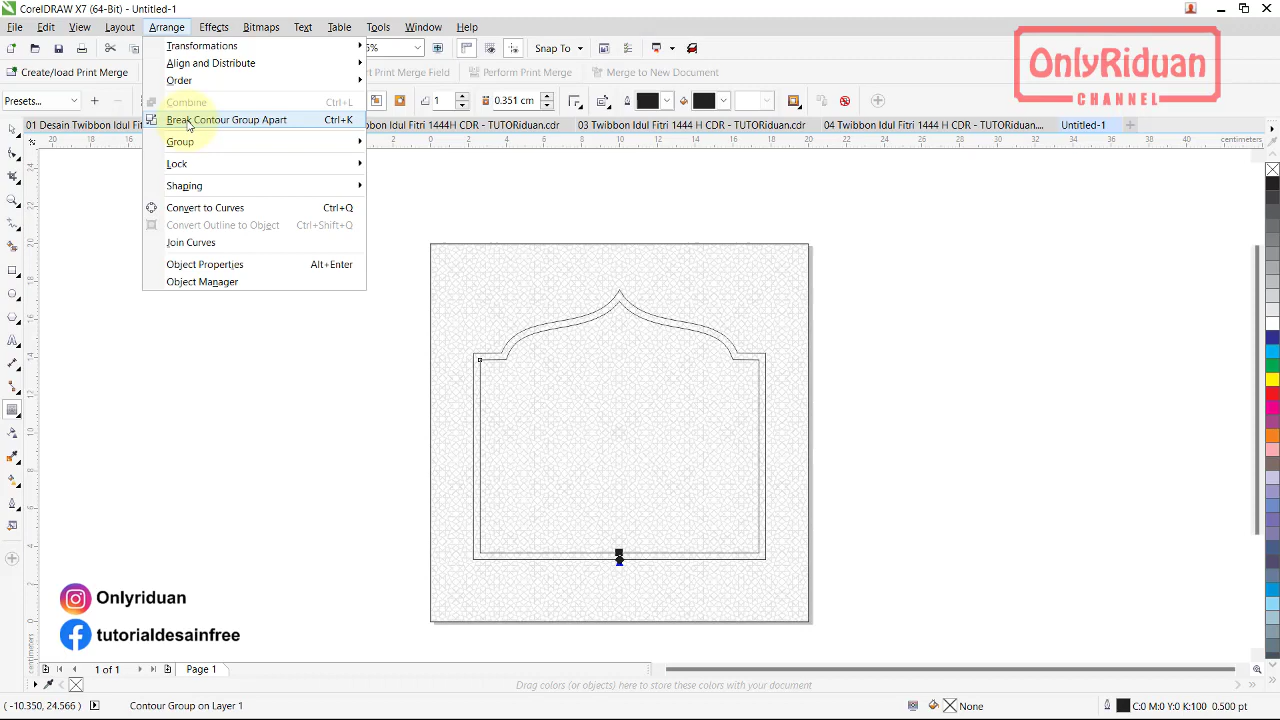 CorelDRAW X7 (64-Bit) - Untitled-1
File Edit View Layout Arrange Effects Bitmaps Text Table Tools Window Help
Snap To
Create/load Print Merge
Print Merge Field
Perform Print Merge
Merge to New Document
Presets...
1
0.351 cm
01 Desain Twibbon Idul Fi
1444H CDR - TUTORiduan.cdr
03 Twibbon Idul Fitri 1444 H CDR - TUTORiduan.cdr
04 Twibbon Idul Fitri 1444 H CDR - TUTORiduan....
Untitled-1
centimeters
Transformations
Align and Distribute
Order
Combine Ctrl+L
Break Contour Group Apart Ctrl+K
Group
Lock
Shaping
Convert to Curves Ctrl+Q
Convert Outline to Object Ctrl+Shift+Q
Join Curves
Object Properties Alt+Enter
Object Manager
OnlyRiduan
CHANNEL
Onlyriduan
tutorialdesainfree
1 of 1
Page 1
Drag colors (or objects) here to store these colors with your document
( -10.350, 24.566 )
Contour Group on Layer 1
None
C:0 M:0 Y:0 K:100 0.500 pt